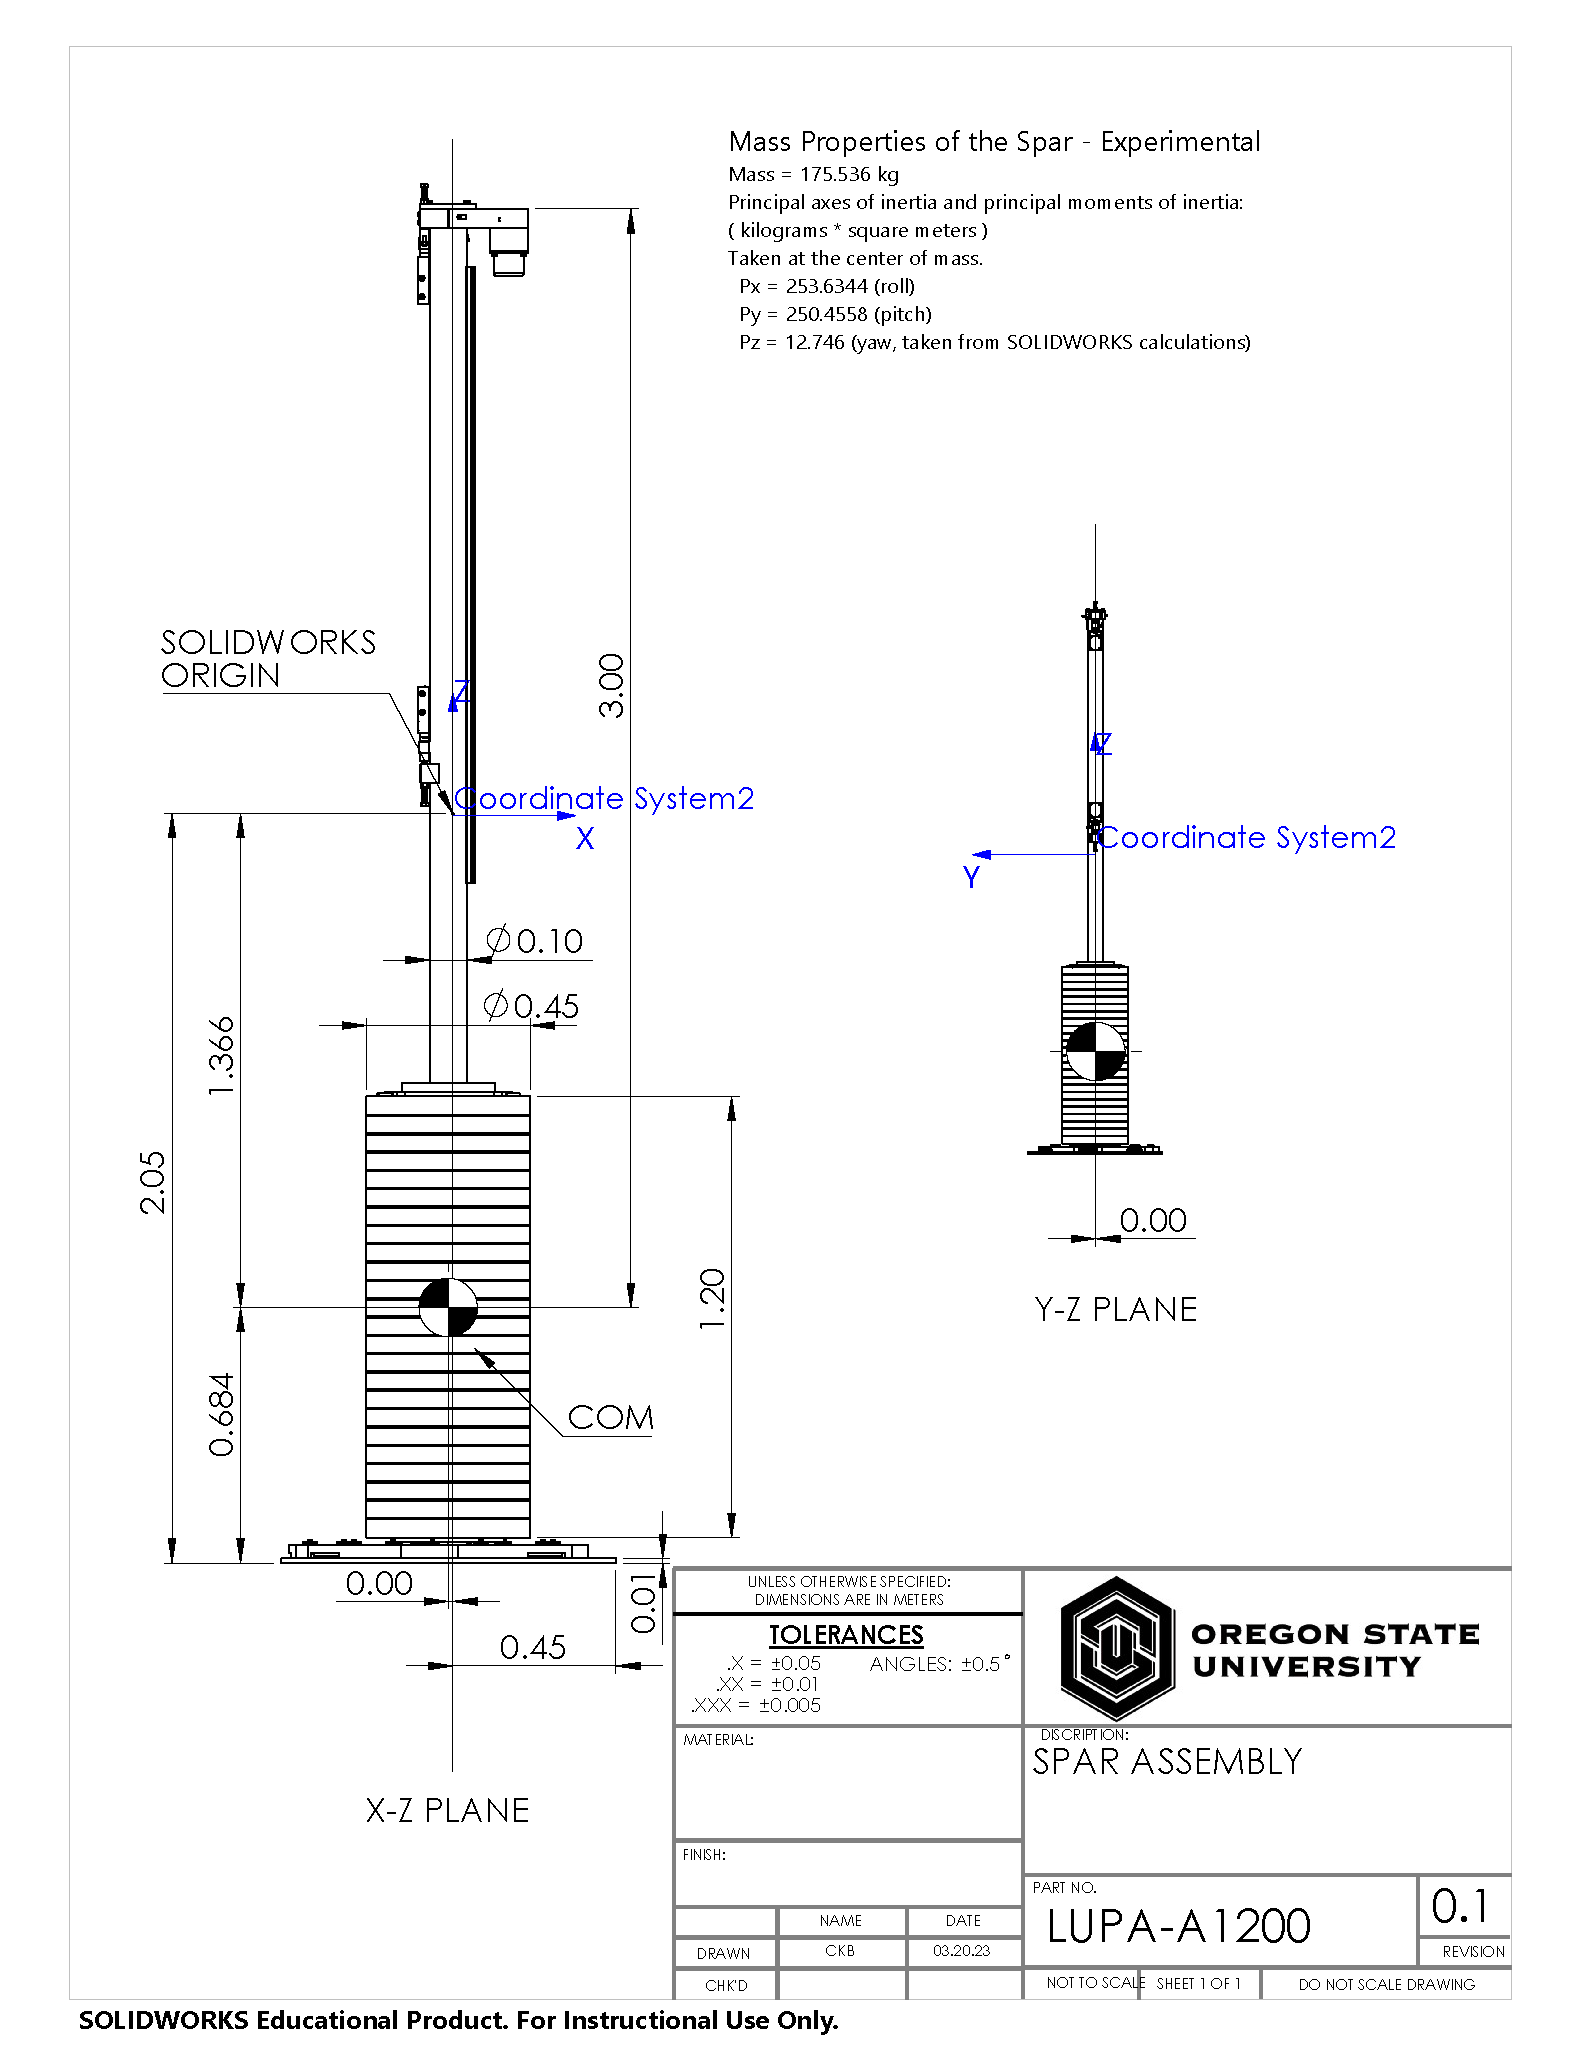 Mass Properties of the Spar - Experimental
Mass = 175.536 kg
Principal axes of inertia and principal moments of inertia:
( kilograms * square meters )
Taken at the center of mass.
Px = 253.6344 (roll)
Py = 250.4558 (pitch)
Pz = 12.746 (yaw, taken from SOLIDWORKS calculations)
SOLIDWORKS
ORIGIN
Z
3.00
Coordinate System2
X
Ø0.10
Ø0.45
1.366
2.05
1.20
0.684
COM
0.00
0.01
0.45
X-Z PLANE
Z
Coordinate System2
Y
0.00
Y-Z PLANE
UNLESS OTHERWISE SPECIFIED:
DIMENSIONS ARE IN METERS
TOLERANCES
.X = ±0.05 ANGLES: ±0.5°
.XX = ±0.01
.XXX = ±0.005
MATERIAL:
FINISH:
NAME DATE
DRAWN CKB 03.20.23
CHK'D
OREGON STATE
UNIVERSITY
DISCRIPTION:
SPAR ASSEMBLY
PART NO.
LUPA-A1200
0.1
REVISION
NOT TO SCALE SHEET 1 OF 1 DO NOT SCALE DRAWING
SOLIDWORKS Educational Product. For Instructional Use Only.